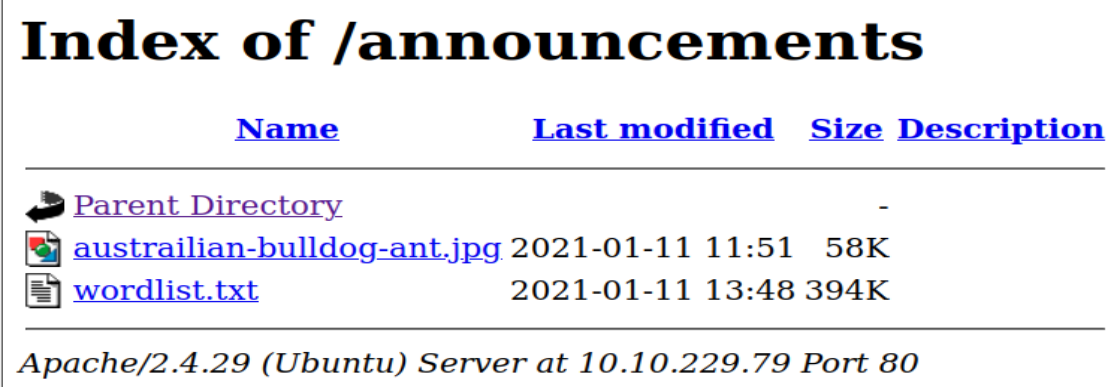 Index of /announcements
Name Last modified Size Description
Parent Directory -
austrailian-bulldog-ant.jpg 2021-01-11 11:51 58K
wordlist.txt 2021-01-11 13:48 394K
Apache/2.4.29 (Ubuntu) Server at 10.10.229.79 Port 80